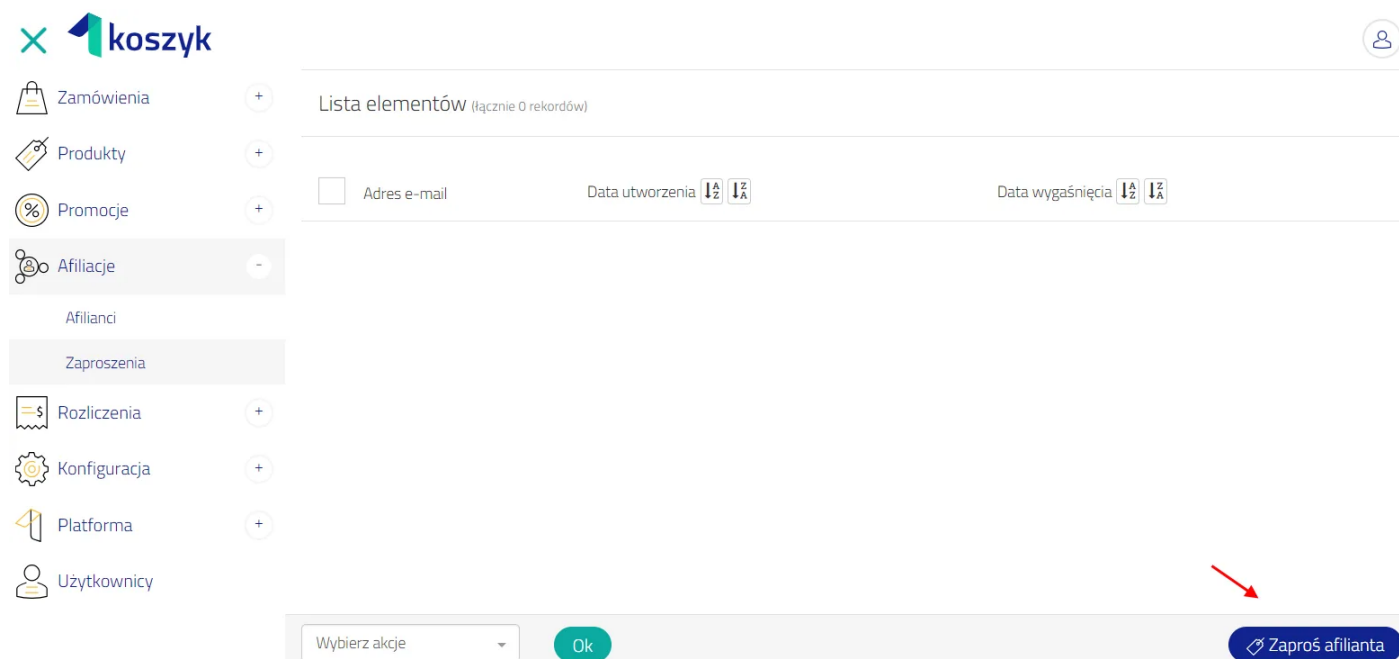 koszyk
Zamówienia +
Produkty +
Promocje +
Afiliacje -
Afilianci
Zaproszenia
Rozliczenia +
Konfiguracja +
Platforma +
Użytkownicy
Lista elementów (łącznie 0 rekordów)
Adres e-mail Data utworzenia Data wygaśnięcia
Wybierz akcje Ok Zaproś afilianta